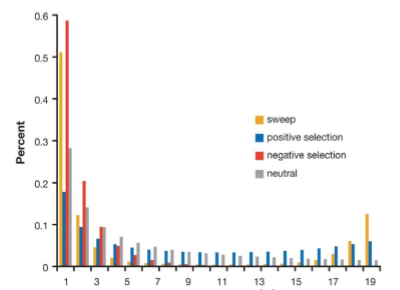 0.6
0.5
0.4
0.3
0.2
0.1
0
Percent
sweep
positive selection
negative selection
neutral
1 3 5 7 9 11 13 15 17 19